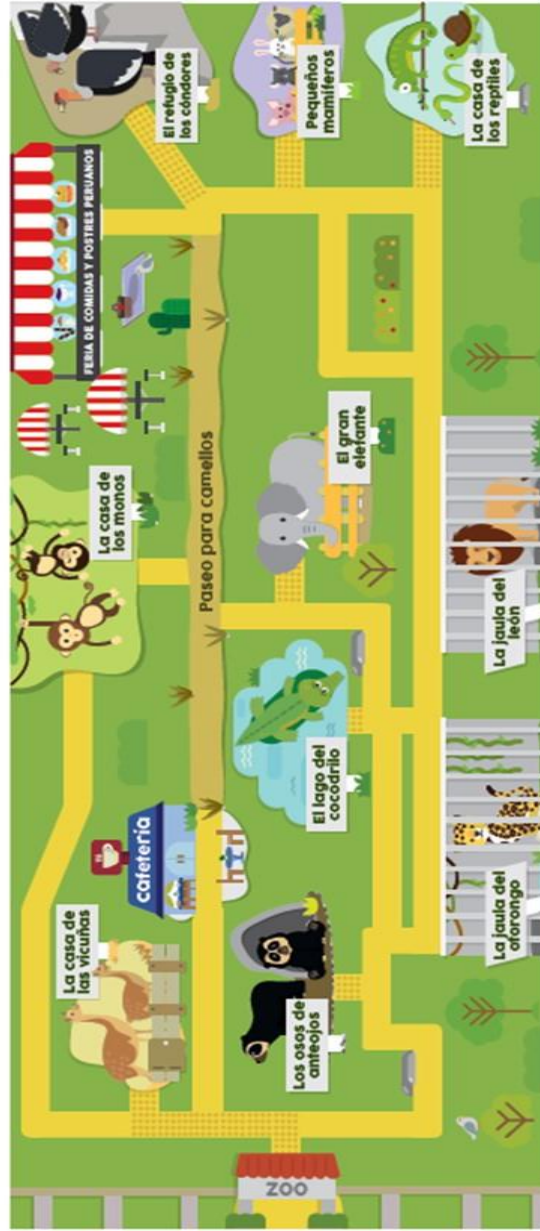 ZOO
La casa de
las vicuñas
cafetería
La casa de
los monos
FERIA DE COMIDAS Y POSTRES PERUANOS
El refugio de
los cóndores
Paseo para camellos
Los osos de
anteojos
El lago del
cocodrilo
El gran
elefante
Pequeños
mamíferos
La casa de
los reptiles
La jaula del
otorongo
La jaula del
león